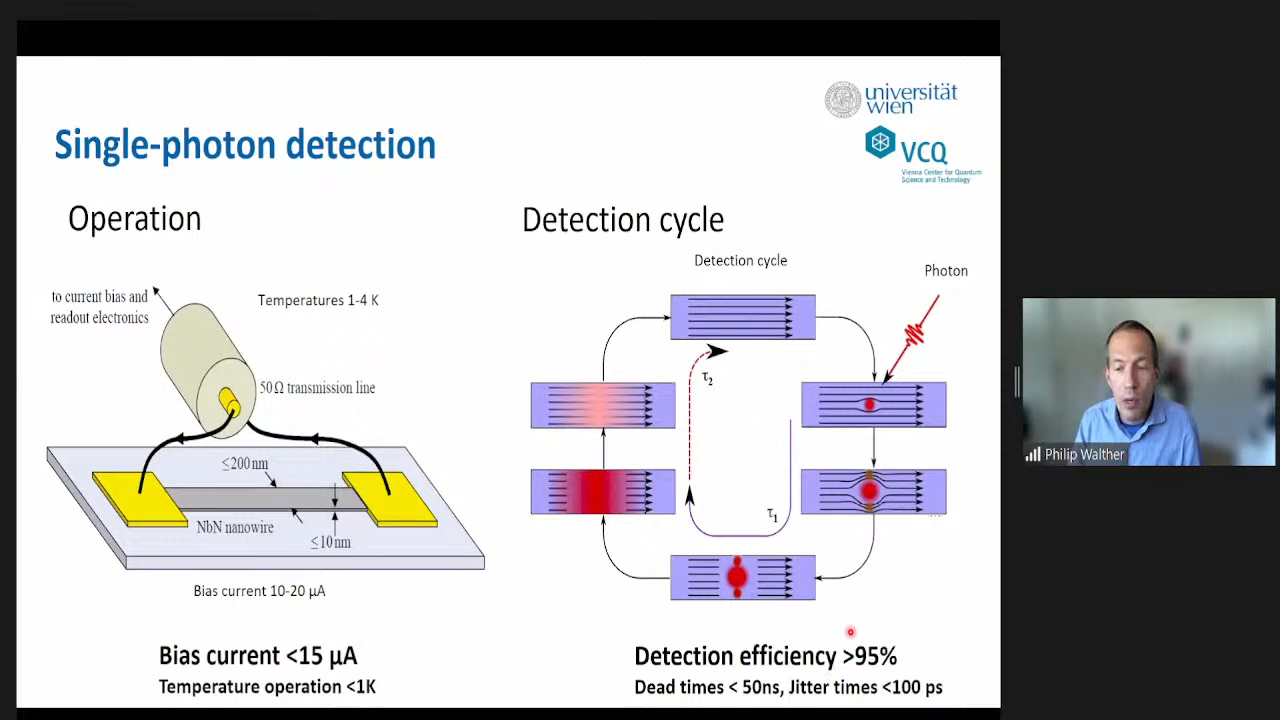 universität
wien
VCQ
Vienna Center for Quantum
Science and Technology
Single-photon detection
Operation
Detection cycle
to current bias and
readout electronics
Temperatures 1-4 K
50 Ω transmission line
≤200 nm
NbN nanowire
≤10 nm
Bias current 10-20 µA
Bias current <15 µA
Temperature operation <1K
Detection cycle
Photon
τ2
τ1
Detection efficiency >95%
Dead times < 50ns, Jitter times <100 ps
Philip Walther